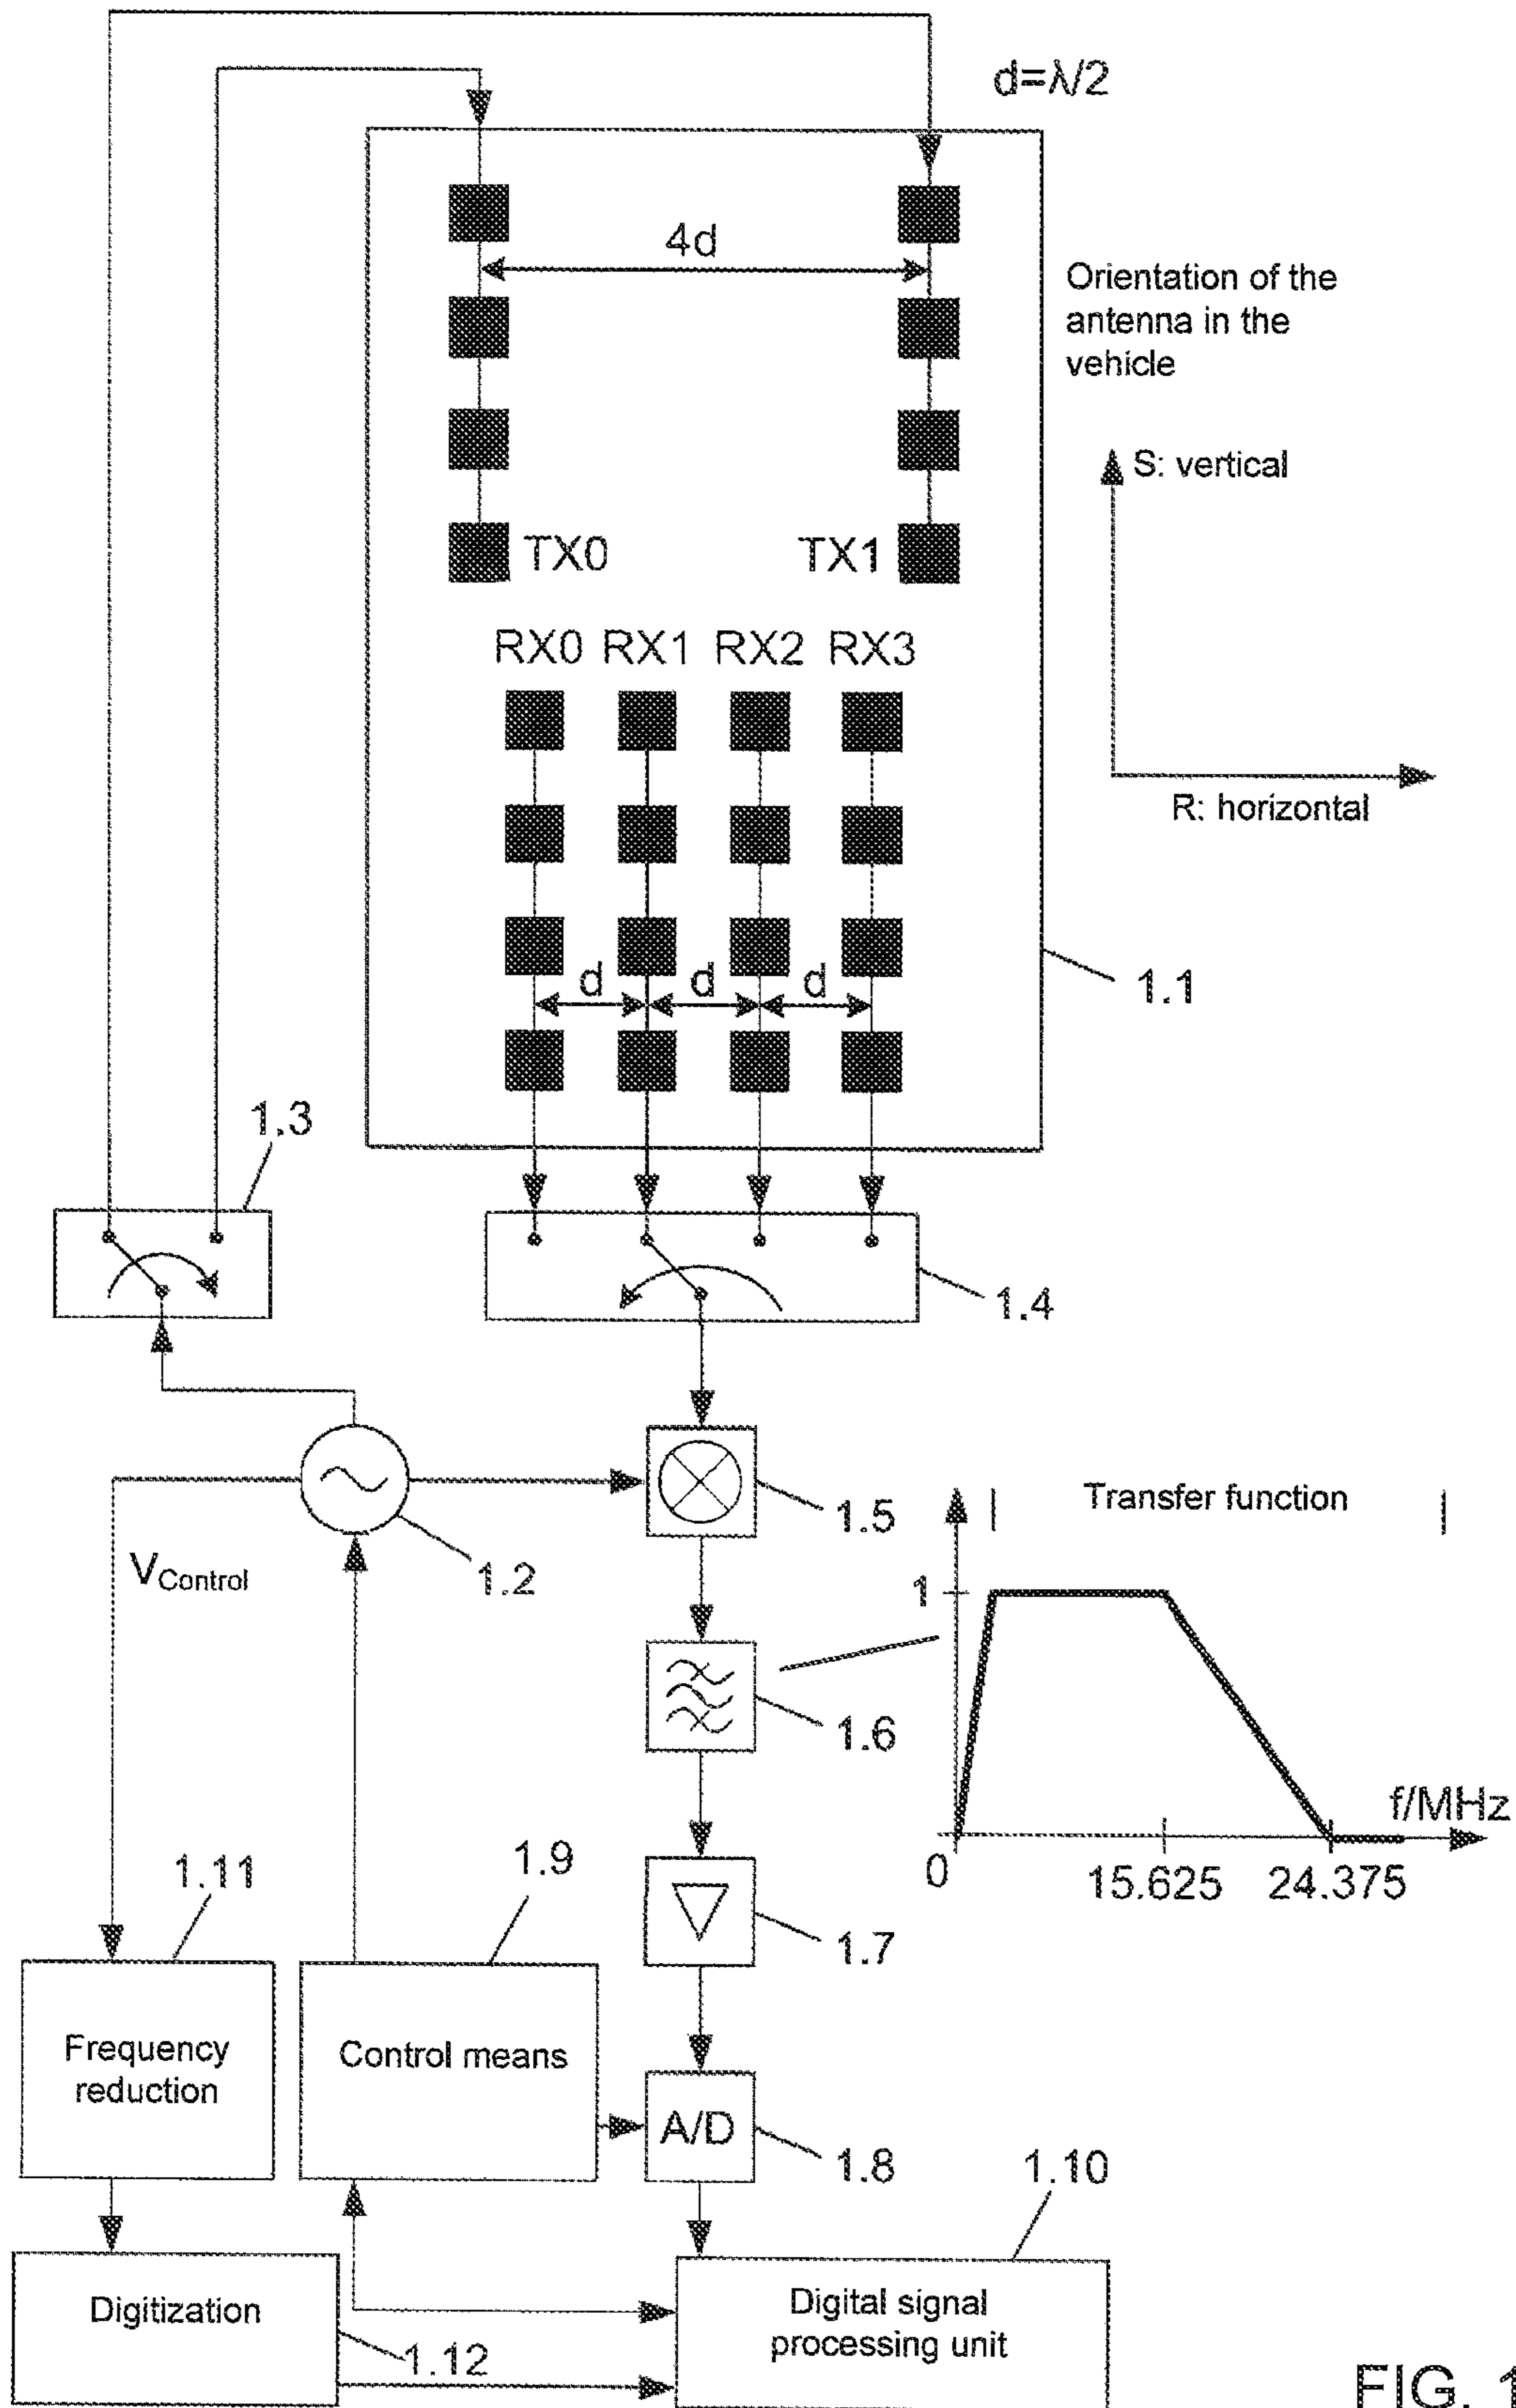 d=λ/2
4d
Orientation of the
antenna in the
vehicle
S: vertical
TX0
TX1
RX0 RX1 RX2 RX3
R: horizontal
d
d
d
1.1
1.3
1.4
Transfer function
1.5
VControl
1.2
1
1.6
f/MHz
0
15.625
24.375
1.11
1.9
1.7
Frequency
reduction
Control means
A/D
1.8
1.10
Digitization
Digital signal
processing unit
1.12
FIG. 1